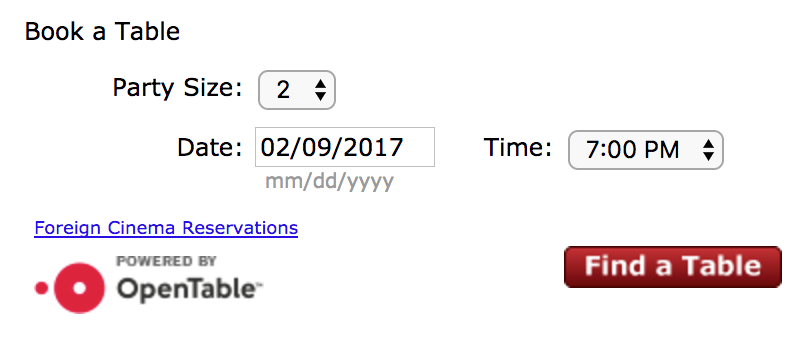 Book a Table
Party Size: 2
Date: 02/09/2017 Time: 7:00 PM
mm/dd/yyyy
Foreign Cinema Reservations
POWERED BY
OpenTable™
Find a Table